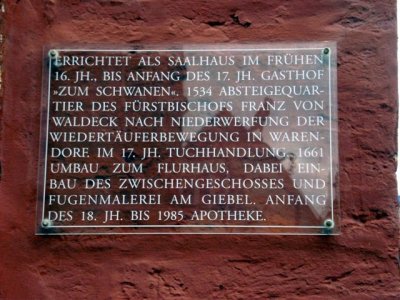 ERRICHTET ALS SAALHAUS IM FRÜHEN
16. JH., BIS ANFANG DES 17. JH. GASTHOF
»ZUM SCHWANEN«. 1534 ABSTEIGEQUAR-
TIER DES FÜRSTBISCHOFS FRANZ VON
WALDECK NACH NIEDERWERFUNG DER
WIEDERTÄUFERBEWEGUNG IN WAREN-
DORF. IM 17. JH. TUCHHANDLUNG. 1661
UMBAU ZUM FLURHAUS, DABEI EIN-
BAU DES ZWISCHENGESCHOSSES UND
FUGENMALEREI AM GIEBEL. ANFANG
DES 18. JH. BIS 1985 APOTHEKE.